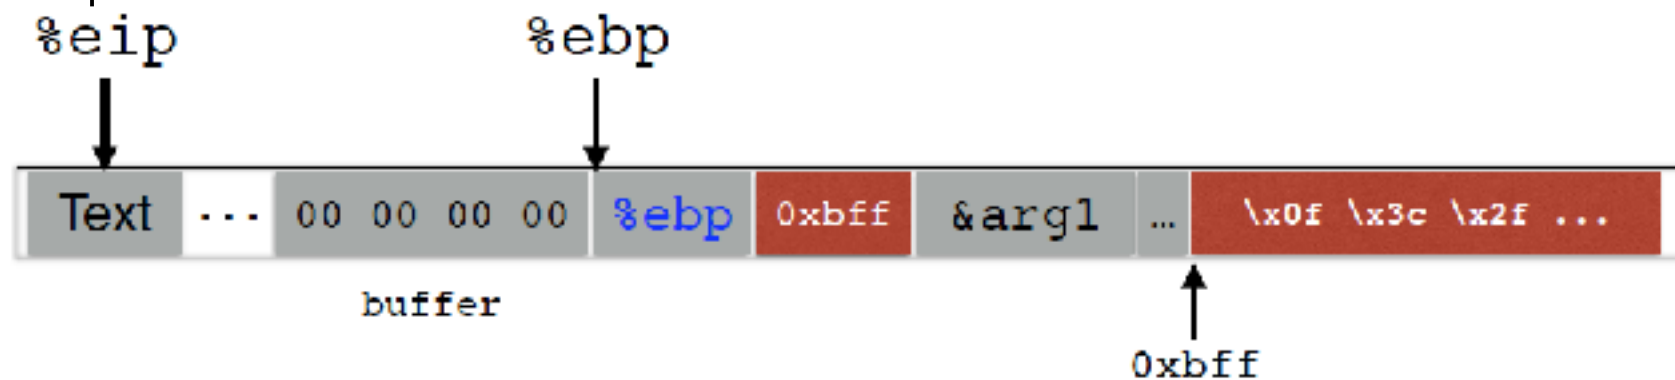 %eip %ebp
Text ... 00 00 00 00 %ebp 0xbff &arg1 … \x0f \x3c \x2f ...
buffer
0xbff